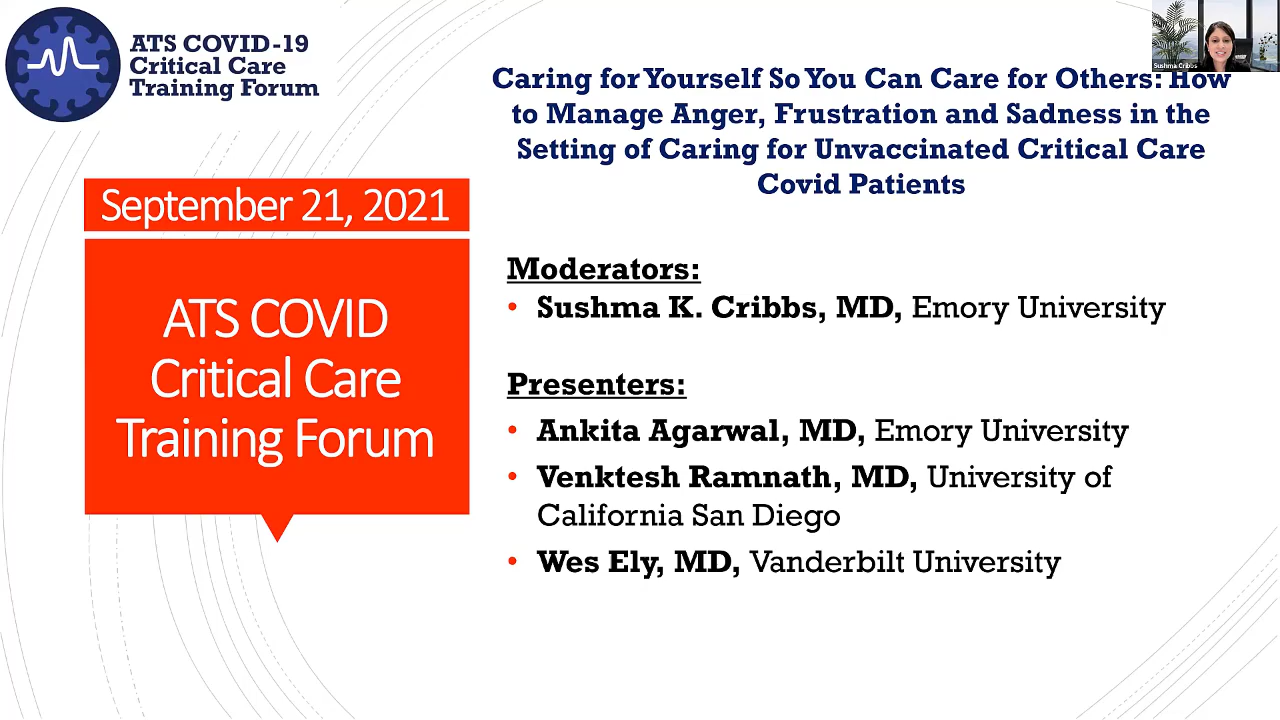 ATS COVID-19
Critical Care
Training Forum
Sushma Cribbs
Caring for Yourself So You Can Care for Others: How
to Manage Anger, Frustration and Sadness in the
Setting of Caring for Unvaccinated Critical Care
Covid Patients
September 21, 2021
ATS COVID
Critical Care
Training Forum
Moderators:
• Sushma K. Cribbs, MD, Emory University
Presenters:
• Ankita Agarwal, MD, Emory University
• Venktesh Ramnath, MD, University of
California San Diego
• Wes Ely, MD, Vanderbilt University